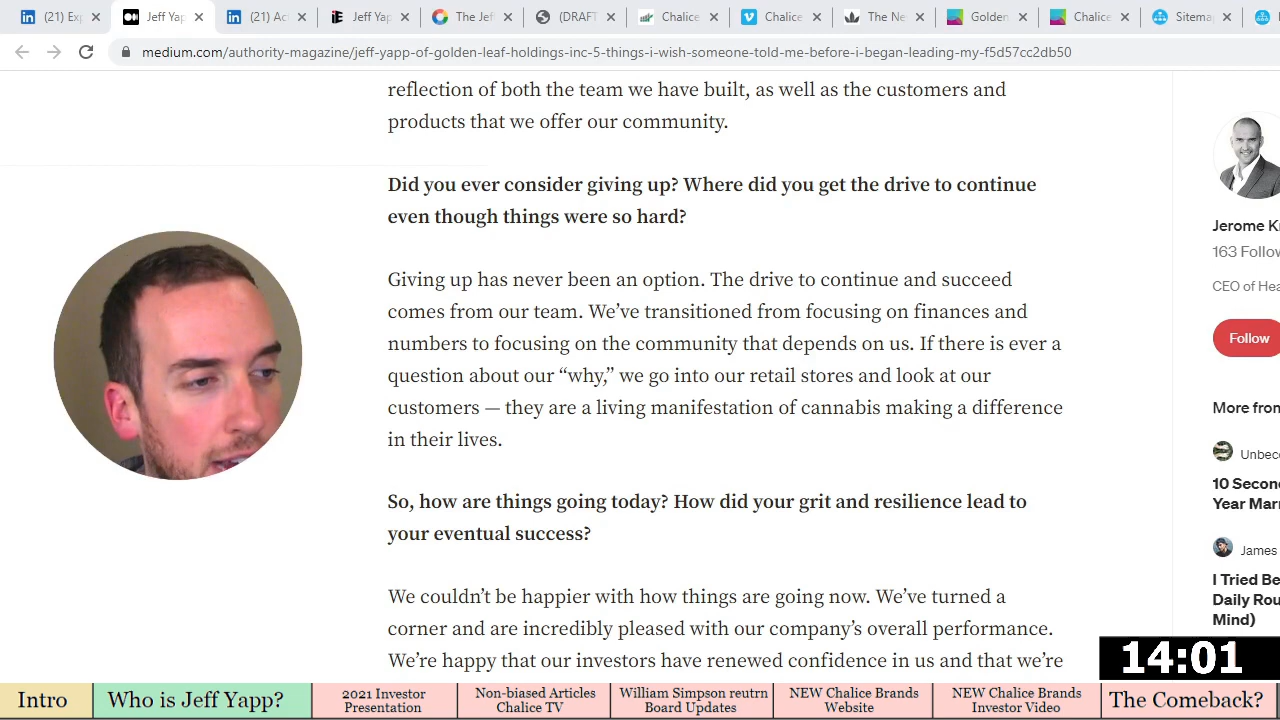 (21) Exp
Jeff Yapp
(21) Act
Jeff Yap
The Jeff
(DRAFT
Chalice
Chalice
The Ne
Golden
Chalice
Sitema
medium.com/authority-magazine/jeff-yapp-of-golden-leaf-holdings-inc-5-things-i-wish-someone-told-me-before-i-began-leading-my-f5d57cc2db50
reflection of both the team we have built, as well as the customers and
products that we offer our community.
Did you ever consider giving up? Where did you get the drive to continue
even though things were so hard?
Giving up has never been an option. The drive to continue and succeed
comes from our team. We’ve transitioned from focusing on finances and
numbers to focusing on the community that depends on us. If there is ever a
question about our “why,” we go into our retail stores and look at our
customers — they are a living manifestation of cannabis making a difference
in their lives.
So, how are things going today? How did your grit and resilience lead to
your eventual success?
We couldn’t be happier with how things are going now. We’ve turned a
corner and are incredibly pleased with our company’s overall performance.
We’re happy that our investors have renewed confidence in us and that we’re
Jerome K
163 Follow
CEO of Hea
Follow
More from
Unbec
10 Secon
Year Marr
James
I Tried Be
Daily Rou
Mind)
14:01
Intro
Who is Jeff Yapp?
2021 Investor
Presentation
Non-biased Articles
Chalice TV
William Simpson reutrn
Board Updates
NEW Chalice Brands
Website
NEW Chalice Brands
Investor Video
The Comeback?